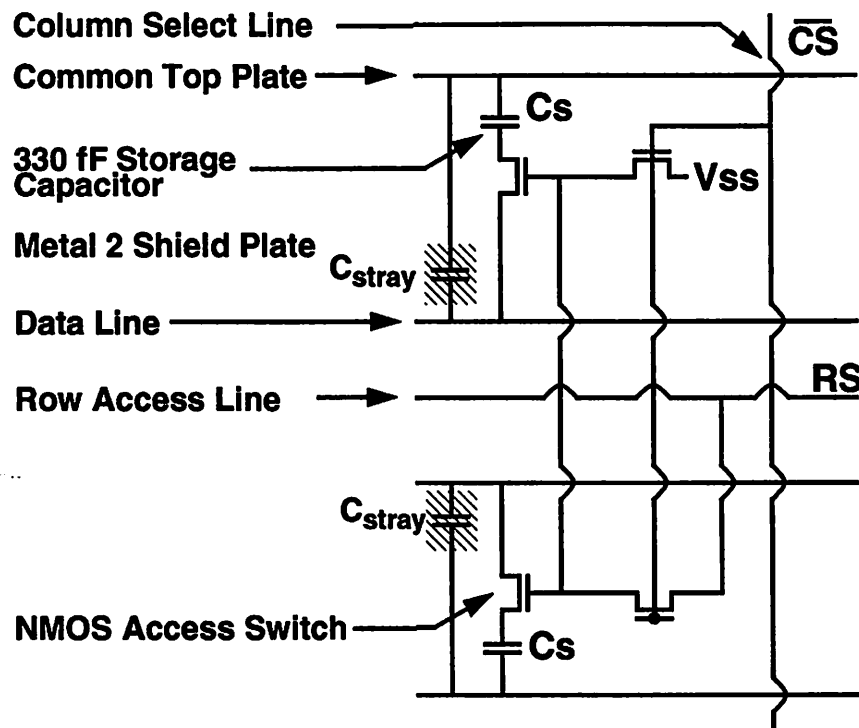 Column Select Line
CS
Common Top Plate
Cs
330 fF Storage
Capacitor
Vss
Metal 2 Shield Plate
Cstray
Data Line
Row Access Line
RS
Cstray
NMOS Access Switch
Cs